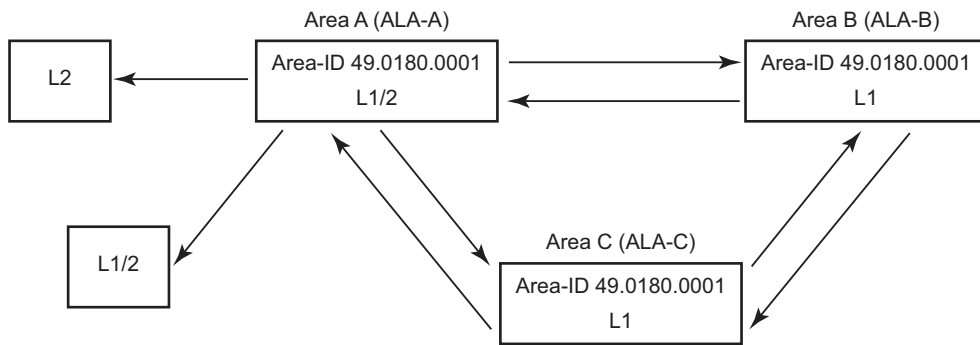 Area A (ALA-A)
Area B (ALA-B)
L2
Area-ID 49.0180.0001
L1/2
Area-ID 49.0180.0001
L1
L1/2
Area C (ALA-C)
Area-ID 49.0180.0001
L1